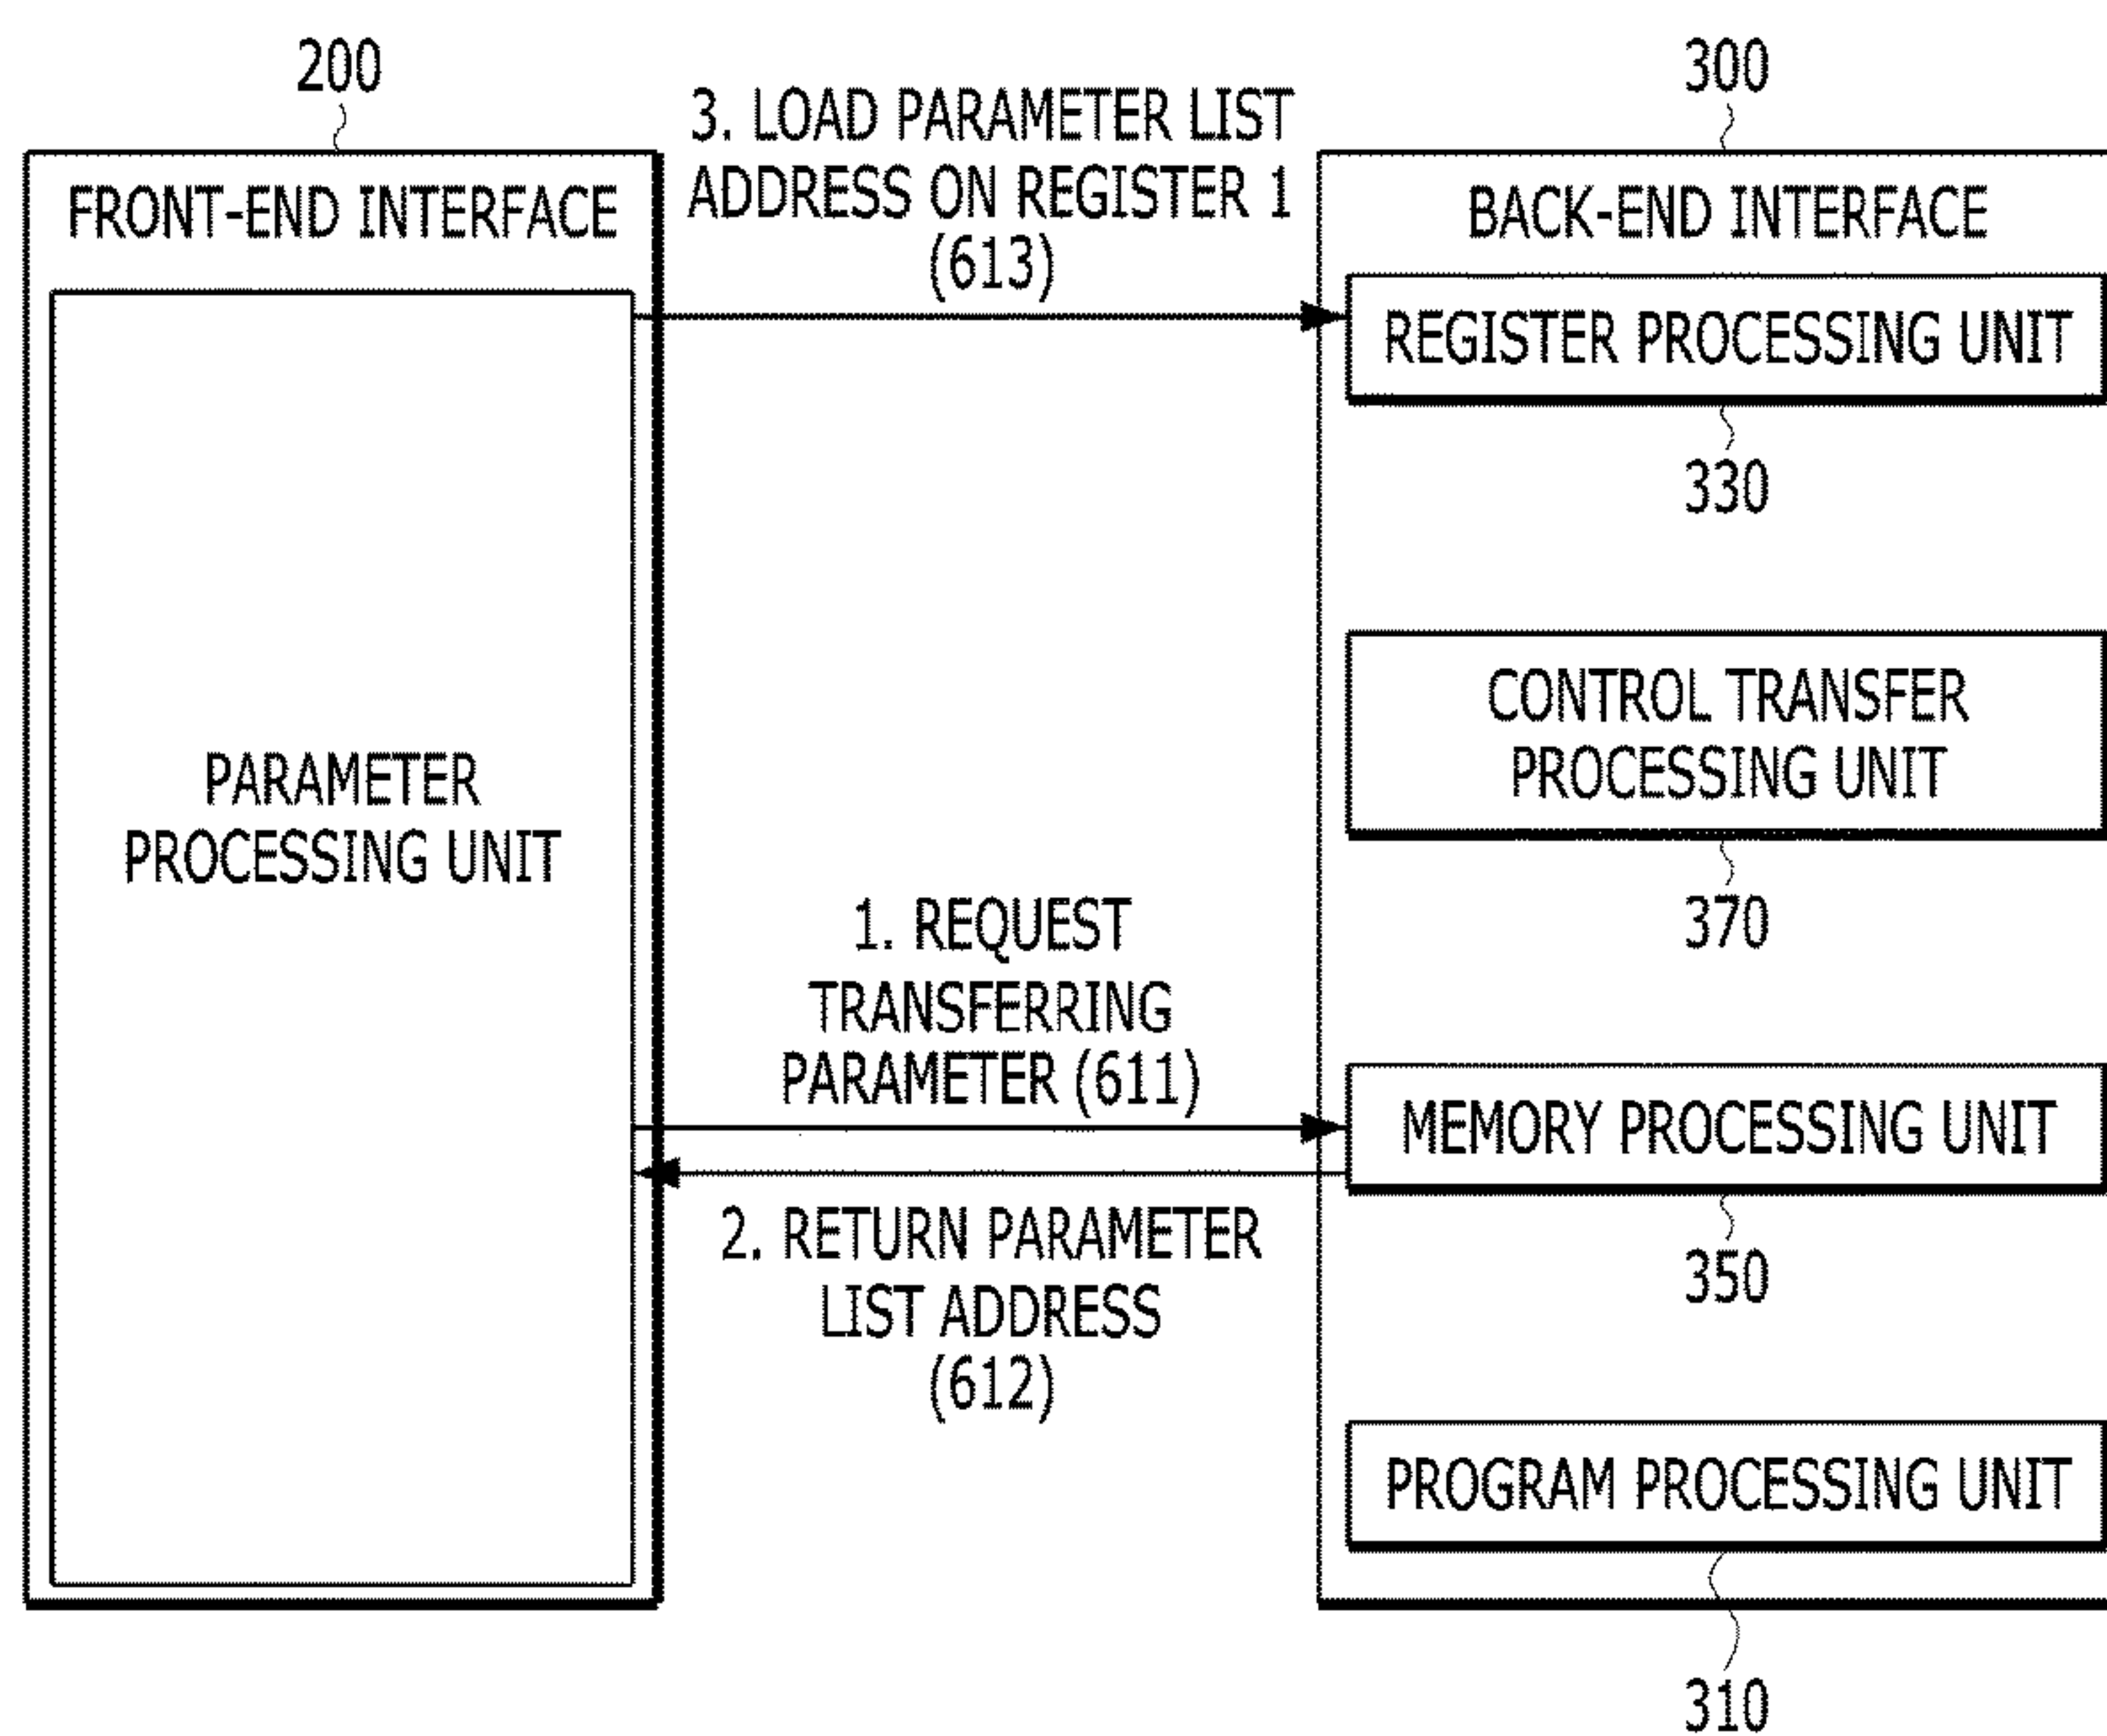 200
FRONT-END INTERFACE
PARAMETER
PROCESSING UNIT
3. LOAD PARAMETER LIST
ADDRESS ON REGISTER 1
(613)
1. REQUEST
TRANSFERRING
PARAMETER (611)
2. RETURN PARAMETER
LIST ADDRESS
(612)
300
BACK-END INTERFACE
REGISTER PROCESSING UNIT
330
CONTROL TRANSFER
PROCESSING UNIT
370
MEMORY PROCESSING UNIT
350
PROGRAM PROCESSING UNIT
310